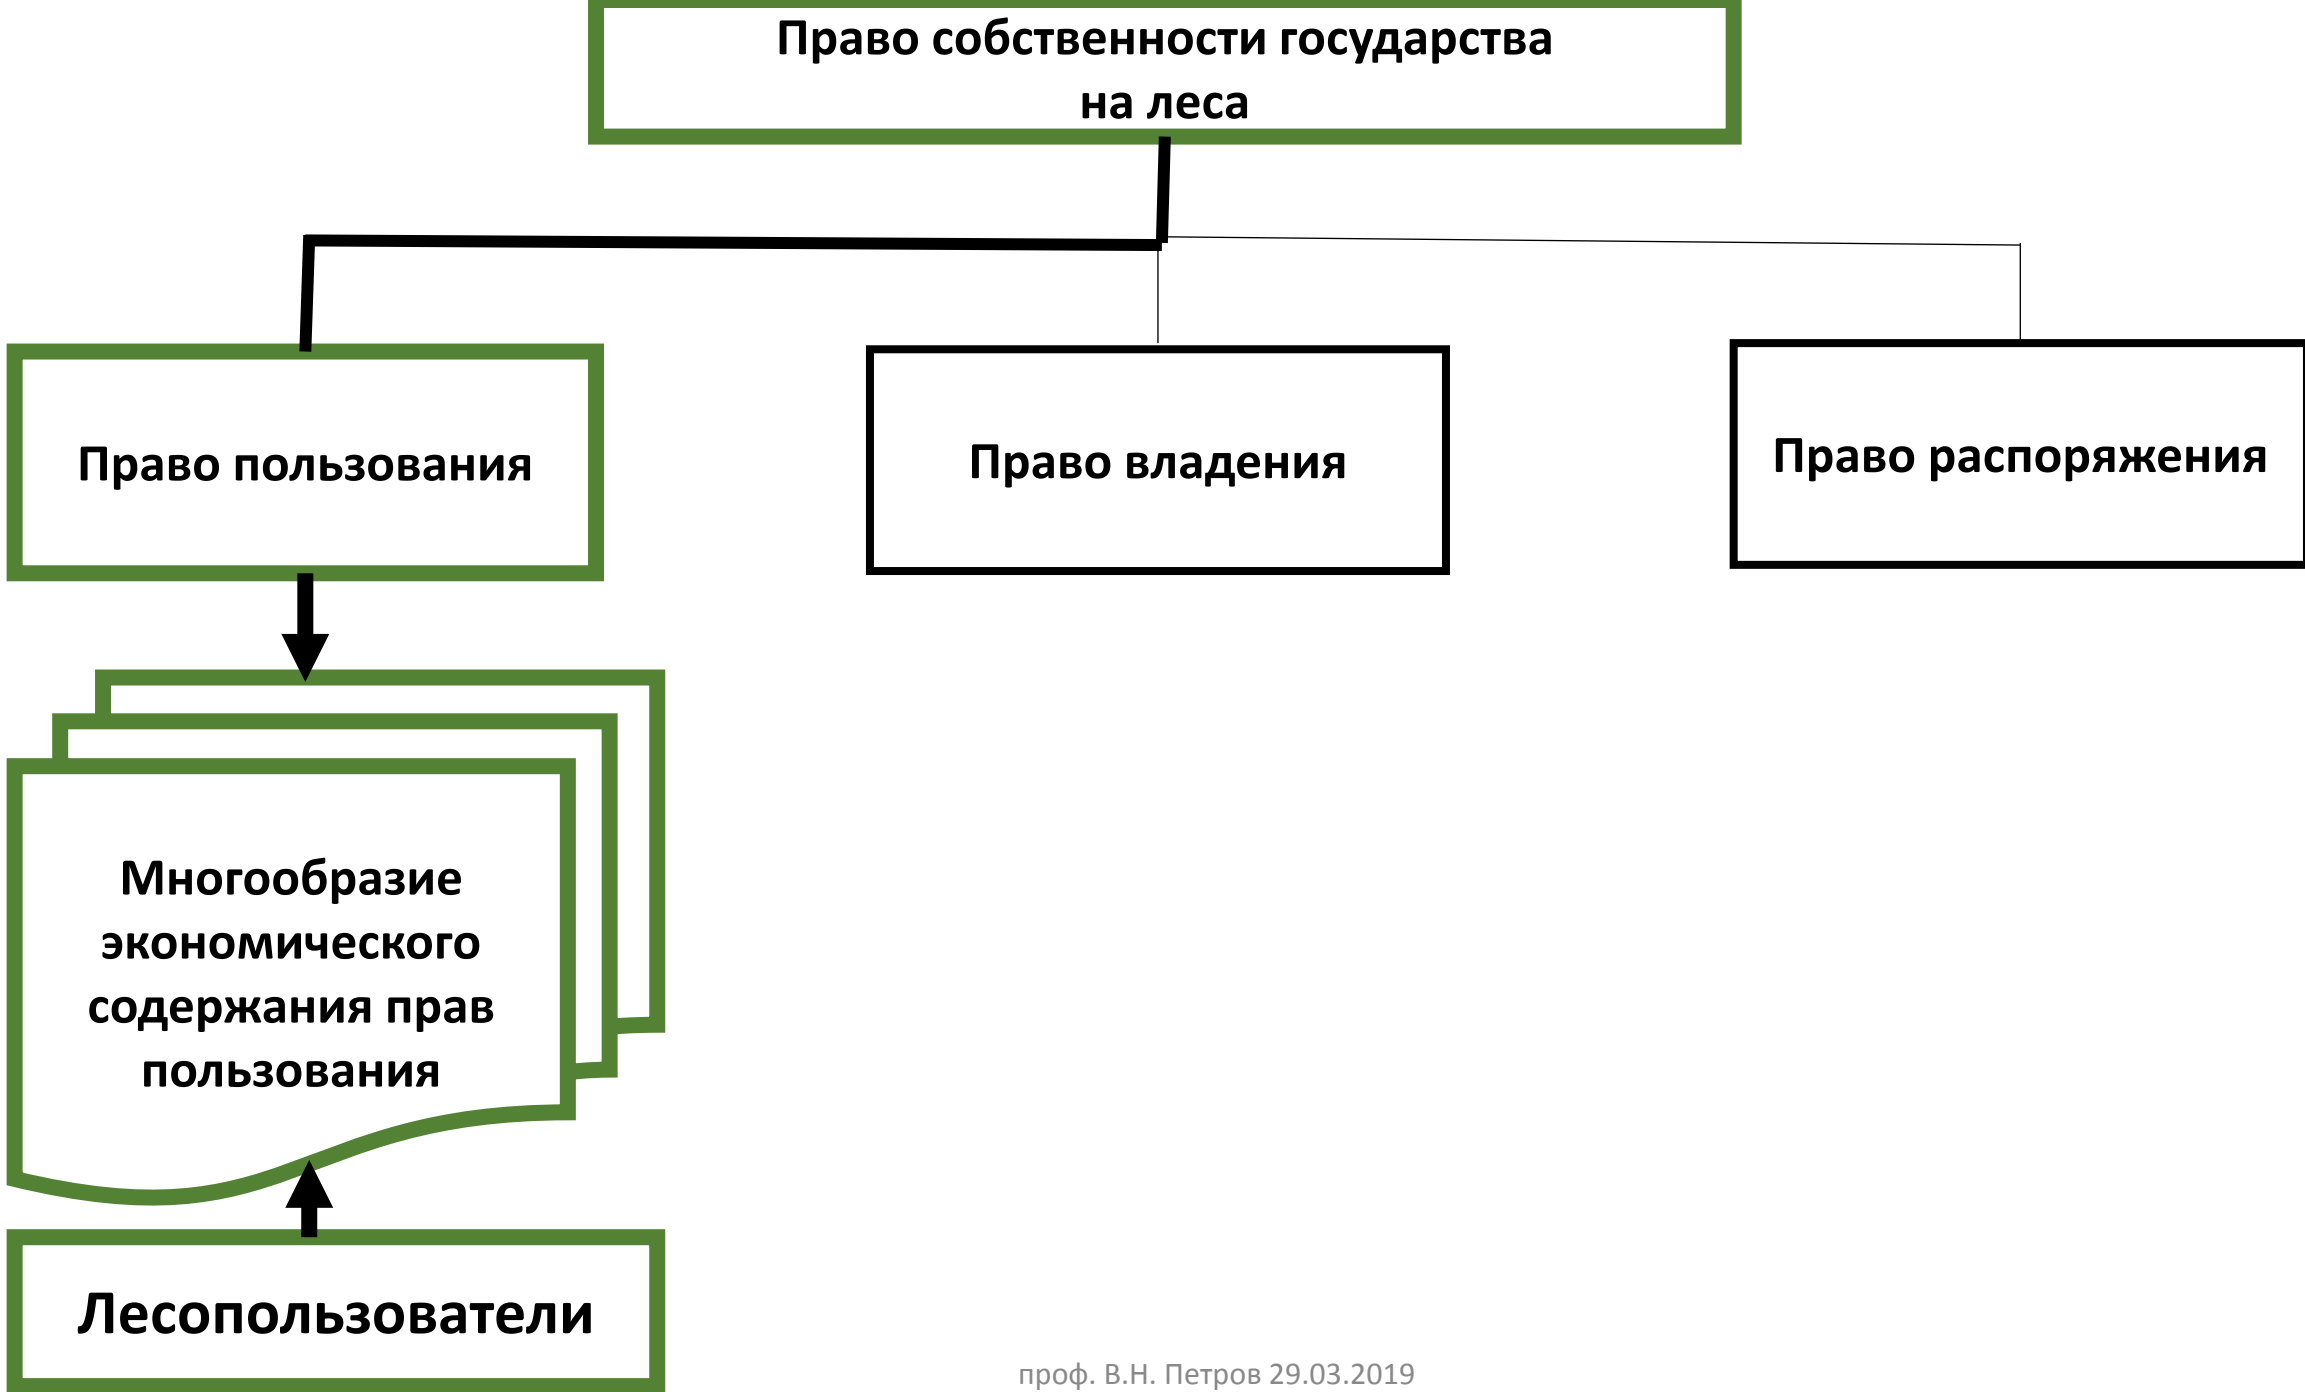 Право собственности государства
на леса
Право пользования
Право владения
Право распоряжения
Многообразие
экономического
содержания прав
пользования
Лесопользователи
проф. В.Н. Петров 29.03.2019